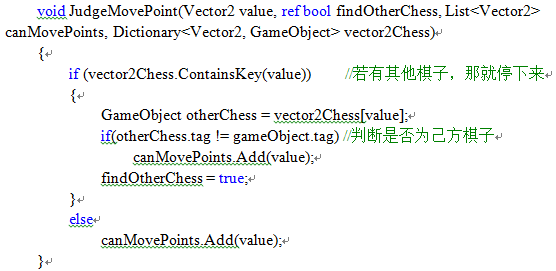 void JudgeMovePoint(Vector2 value, ref bool findOtherChess, List<Vector2>
canMovePoints, Dictionary<Vector2, GameObject> vector2Chess)
{
if (vector2Chess.ContainsKey(value)) //若有其他棋子，那就停下来
{
GameObject otherChess = vector2Chess[value];
if(otherChess.tag != gameObject.tag) //判断是否为己方棋子
canMovePoints.Add(value);
findOtherChess = true;
}
else
canMovePoints.Add(value);
}